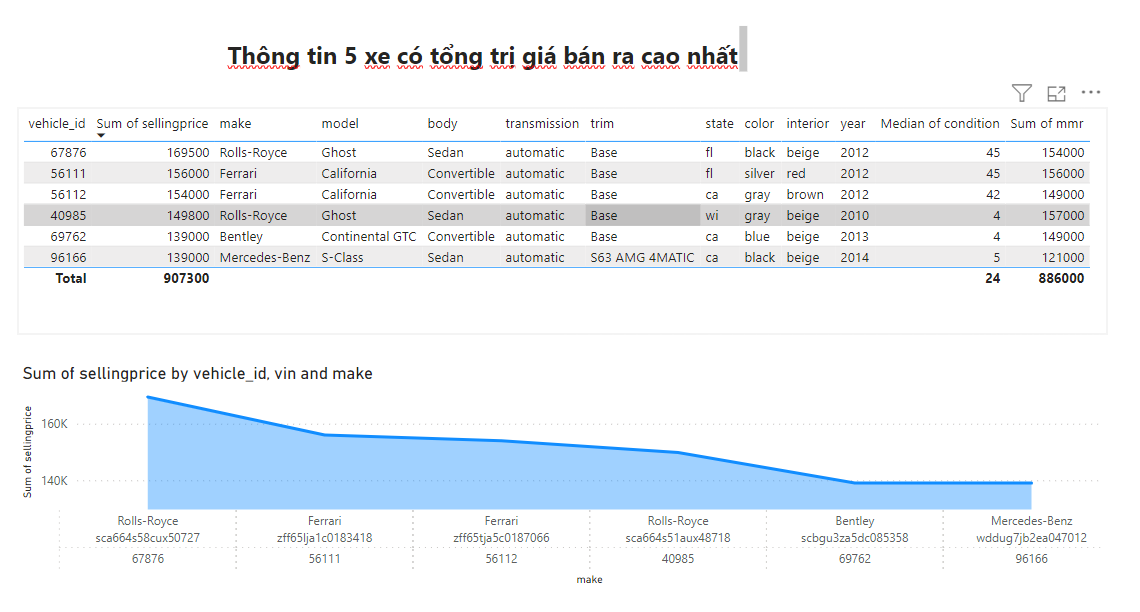 Thông tin 5 xe có tổng trị giá bán ra cao nhất
vehicle_id Sum of sellingprice make model body transmission trim state color interior year Median of condition Sum of mmr
67876 169500 Rolls-Royce Ghost Sedan automatic Base fl black beige 2012 45 154000
56111 156000 Ferrari California Convertible automatic Base fl silver red 2012 45 156000
56112 154000 Ferrari California Convertible automatic Base ca gray brown 2012 42 149000
40985 149800 Rolls-Royce Ghost Sedan automatic Base wi gray beige 2010 4 157000
69762 139000 Bentley Continental GTC Convertible automatic Base ca blue beige 2013 4 149000
96166 139000 Mercedes-Benz S-Class Sedan automatic S63 AMG 4MATIC ca black beige 2014 5 121000
Total 907300 24 886000
Sum of sellingprice by vehicle_id, vin and make
Sum of sellingprice
160K
140K
Rolls-Royce Ferrari Ferrari Rolls-Royce Bentley Mercedes-Benz
sca664s58cux50727 zff65lja1c0183418 zff65tja5c0187066 sca664s51aux48718 scbgu3za5dc085358 wddug7jb2ea047012
67876 56111 56112 40985 69762 96166
make